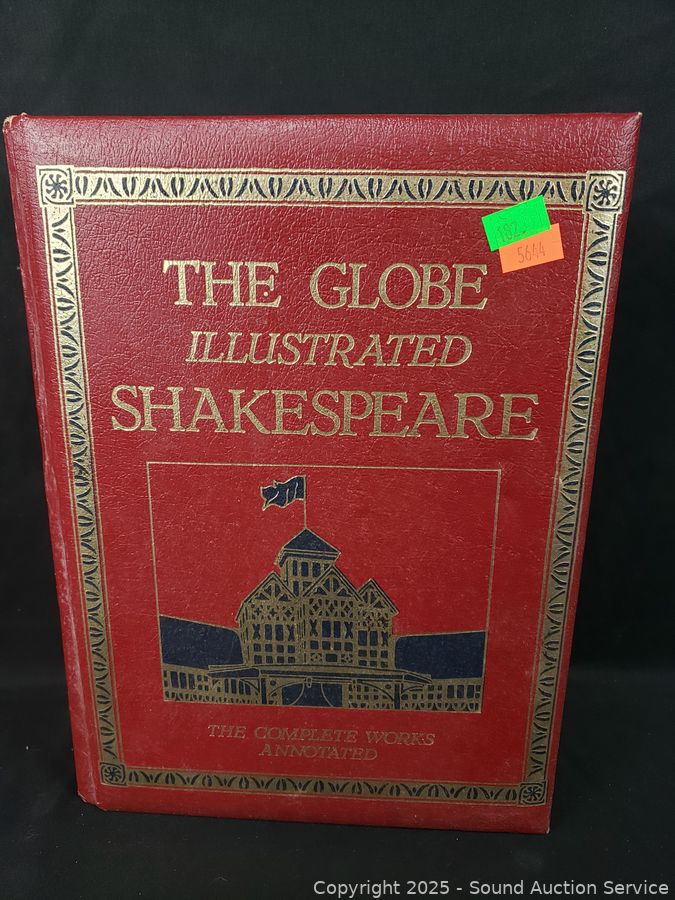 THE GLOBE
ILLUSTRATED
SHAKESPEARE
5644
THE COMPLETE WORKS
ANNOTATED
Copyright © 2025 - Sound Auction Service